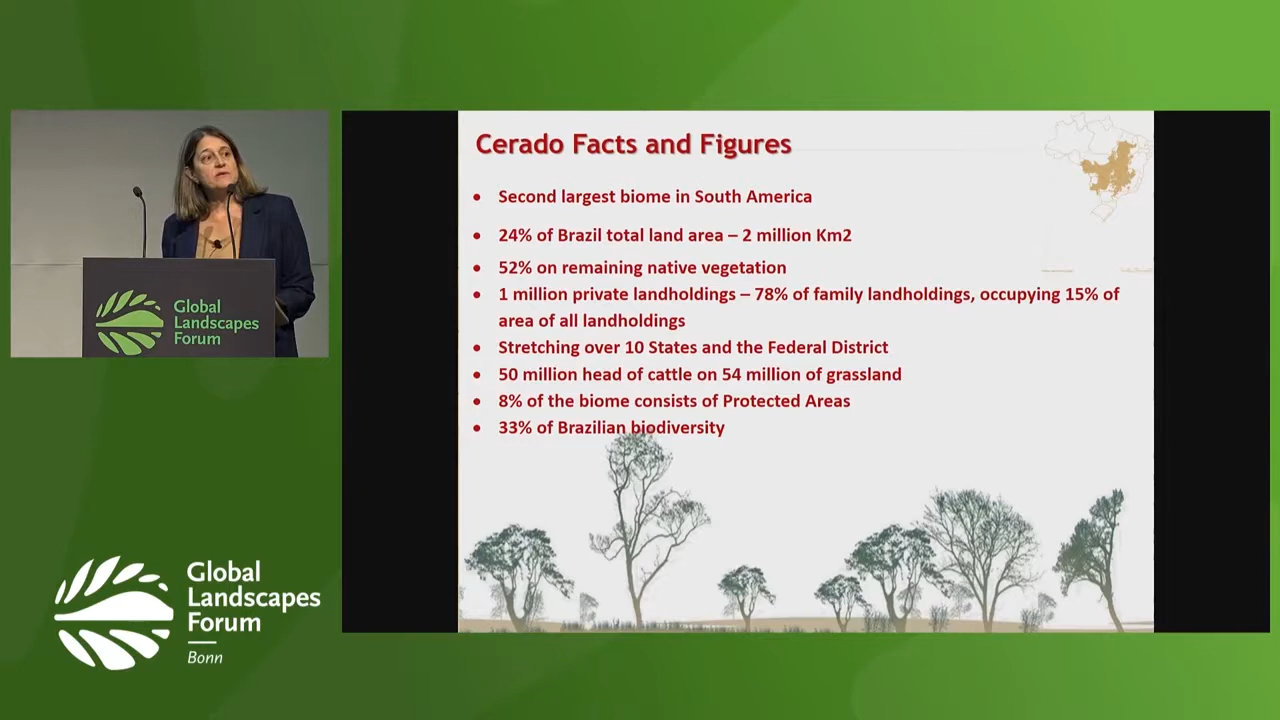 Cerado Facts and Figures
• Second largest biome in South America
• 24% of Brazil total land area – 2 million Km2
• 52% on remaining native vegetation
• 1 million private landholdings – 78% of family landholdings, occupying 15% of
area of all landholdings
• Stretching over 10 States and the Federal District
• 50 million head of cattle on 54 million of grassland
• 8% of the biome consists of Protected Areas
• 33% of Brazilian biodiversity
Global
Landscapes
Forum
Global
Landscapes
Forum
Bonn